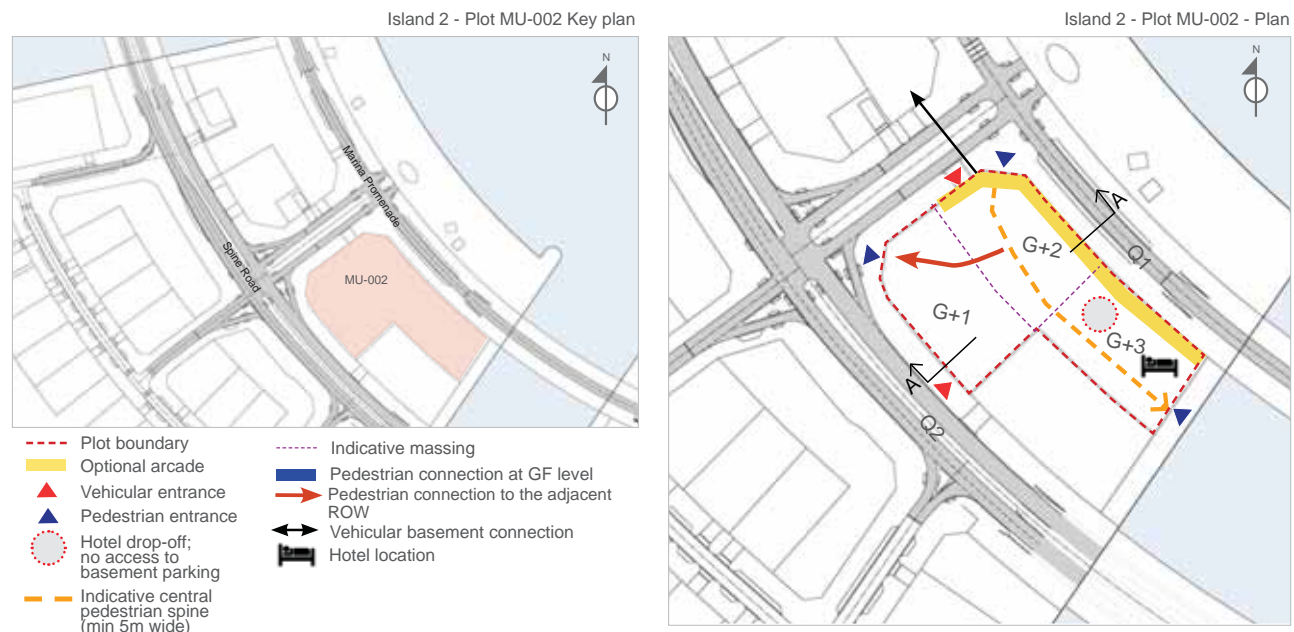 Island 2 - Plot MU-002 Key plan
N
Marina Promenade
Spine Road
MU-002
Plot boundary
Optional arcade
Vehicular entrance
Pedestrian entrance
Hotel drop-off;
no access to
basement parking
Indicative central
pedestrian spine
(min 5m wide)
Indicative massing
Pedestrian connection at GF level
Pedestrian connection to the adjacent
ROW
Vehicular basement connection
Hotel location
Island 2 - Plot MU-002 - Plan
N
A
G+2
Q1
G+1
G+3
A
Q2